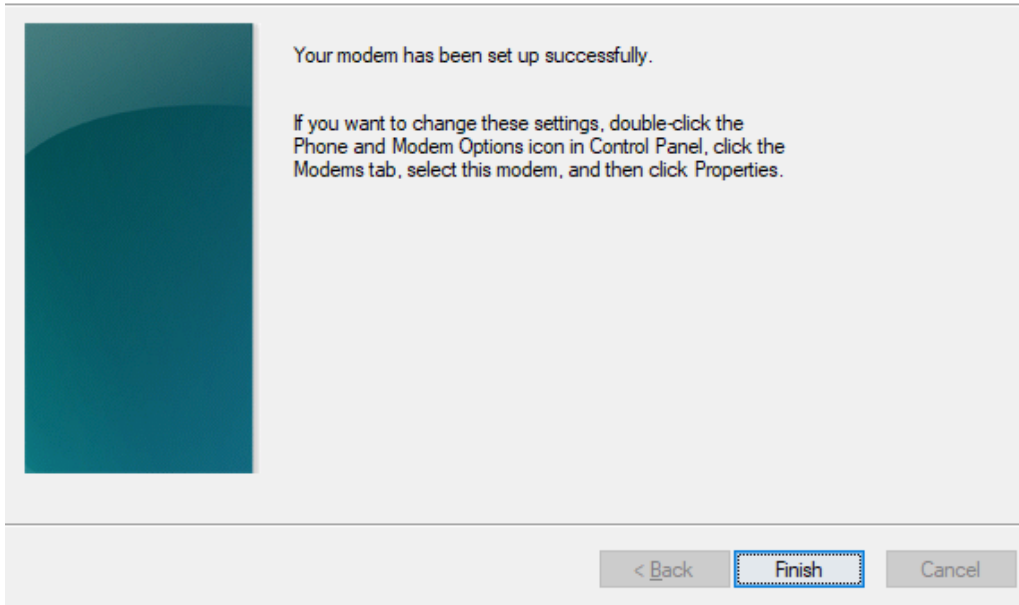 Your modem has been set up successfully.
If you want to change these settings, double-click the
Phone and Modem Options icon in Control Panel, click the
Modems tab, select this modem, and then click Properties.
< Back Finish Cancel